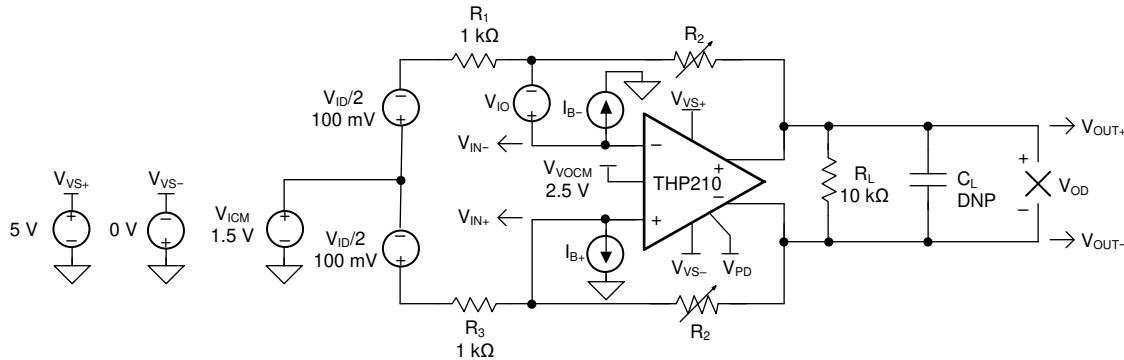 R1
1 kΩ
R2
VID/2
100 mV
VIO
IB−
VVS+
VIN−
VVOCM
2.5 V
THP210
VOUT+
RL
10 kΩ
CL
DNP
VOD
VVS+
5 V
VVS−
0 V
VICM
1.5 V
VID/2
100 mV
VIN+
IB+
VVS−
VPD
VOUT−
R3
1 kΩ
R2